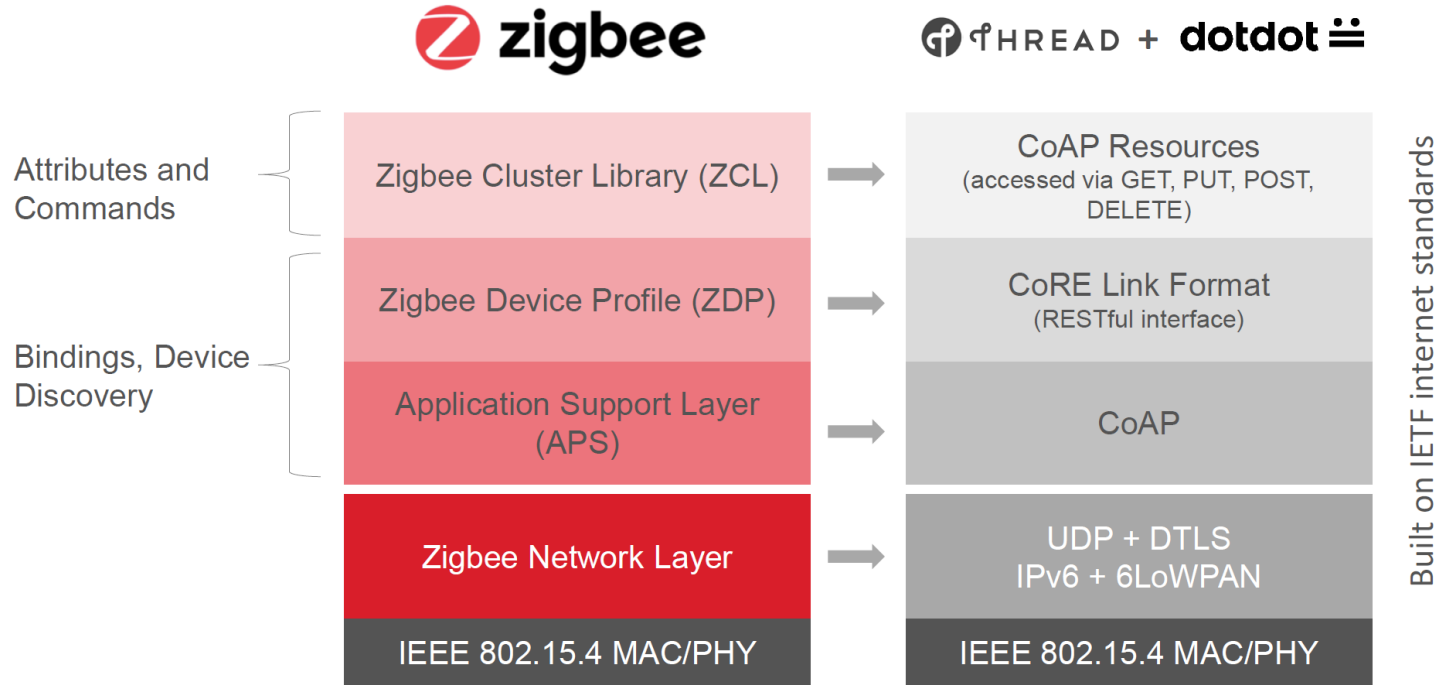 zigbee
THREAD + dotdot
Attributes and
Commands
Zigbee Cluster Library (ZCL)
CoAP Resources
(accessed via GET, PUT, POST,
DELETE)
Bindings, Device
Discovery
Zigbee Device Profile (ZDP)
CoRE Link Format
(RESTful interface)
Application Support Layer
(APS)
CoAP
Zigbee Network Layer
UDP + DTLS
IPv6 + 6LoWPAN
IEEE 802.15.4 MAC/PHY
IEEE 802.15.4 MAC/PHY
Built on IETF internet standards